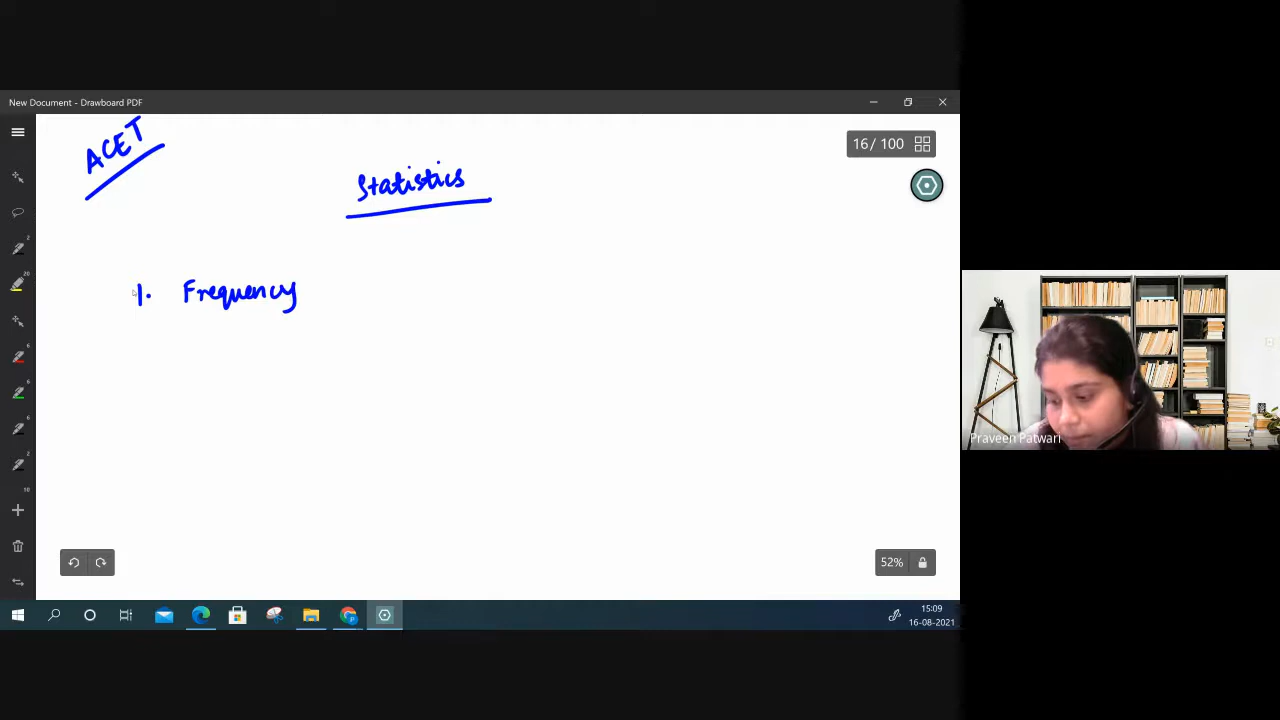 New Document - Drawboard PDF
ACET
16 / 100
Statistics
1. Frequency
Praveen Patwari
52%
15:09
16-08-2021